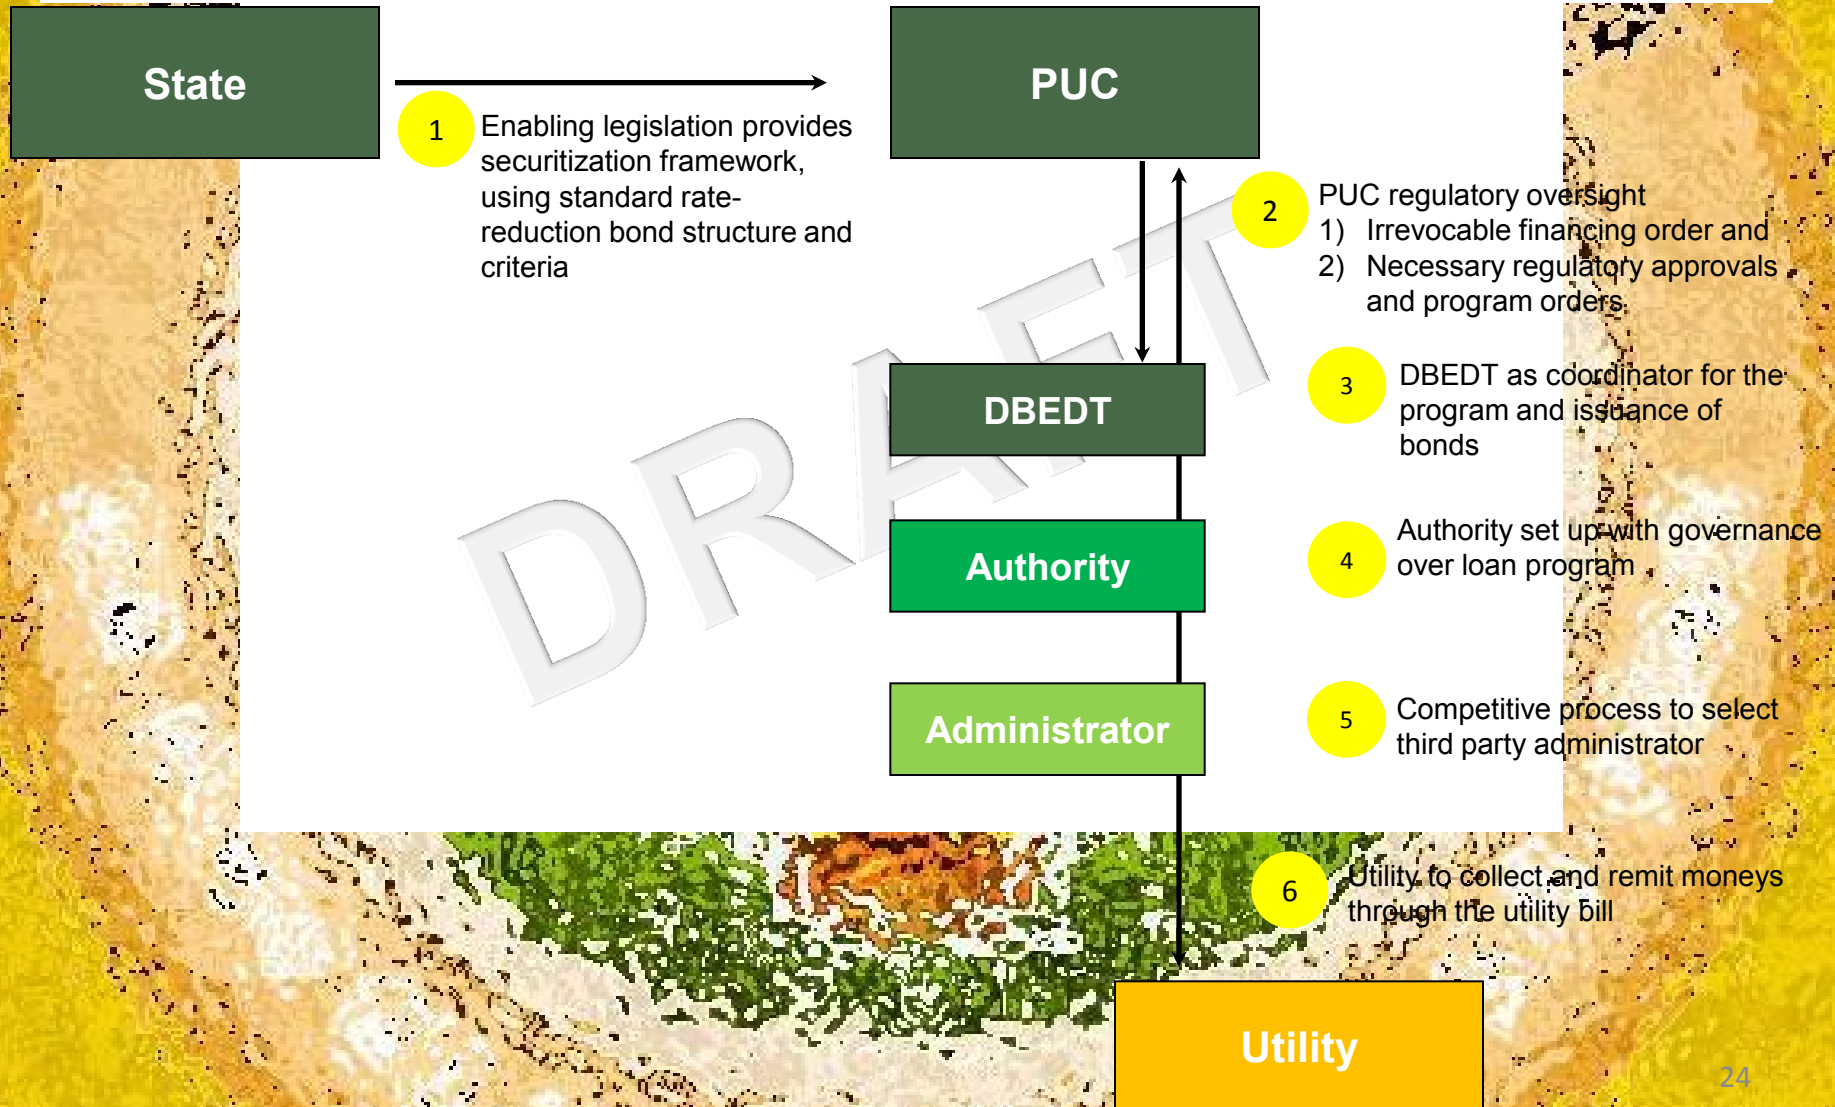 State
PUC
1
Enabling legislation provides
securitization framework,
using standard rate-
reduction bond structure and
criteria
2
PUC regulatory oversight
1) Irrevocable financing order and
2) Necessary regulatory approvals
and program orders
DBEDT
3
DBEDT as coordinator for the
program and issuance of
bonds
DRAFT
Authority
4
Authority set up with governance
over loan program
Administrator
5
Competitive process to select
third party administrator
6
Utility to collect and remit moneys
through the utility bill
Utility
24